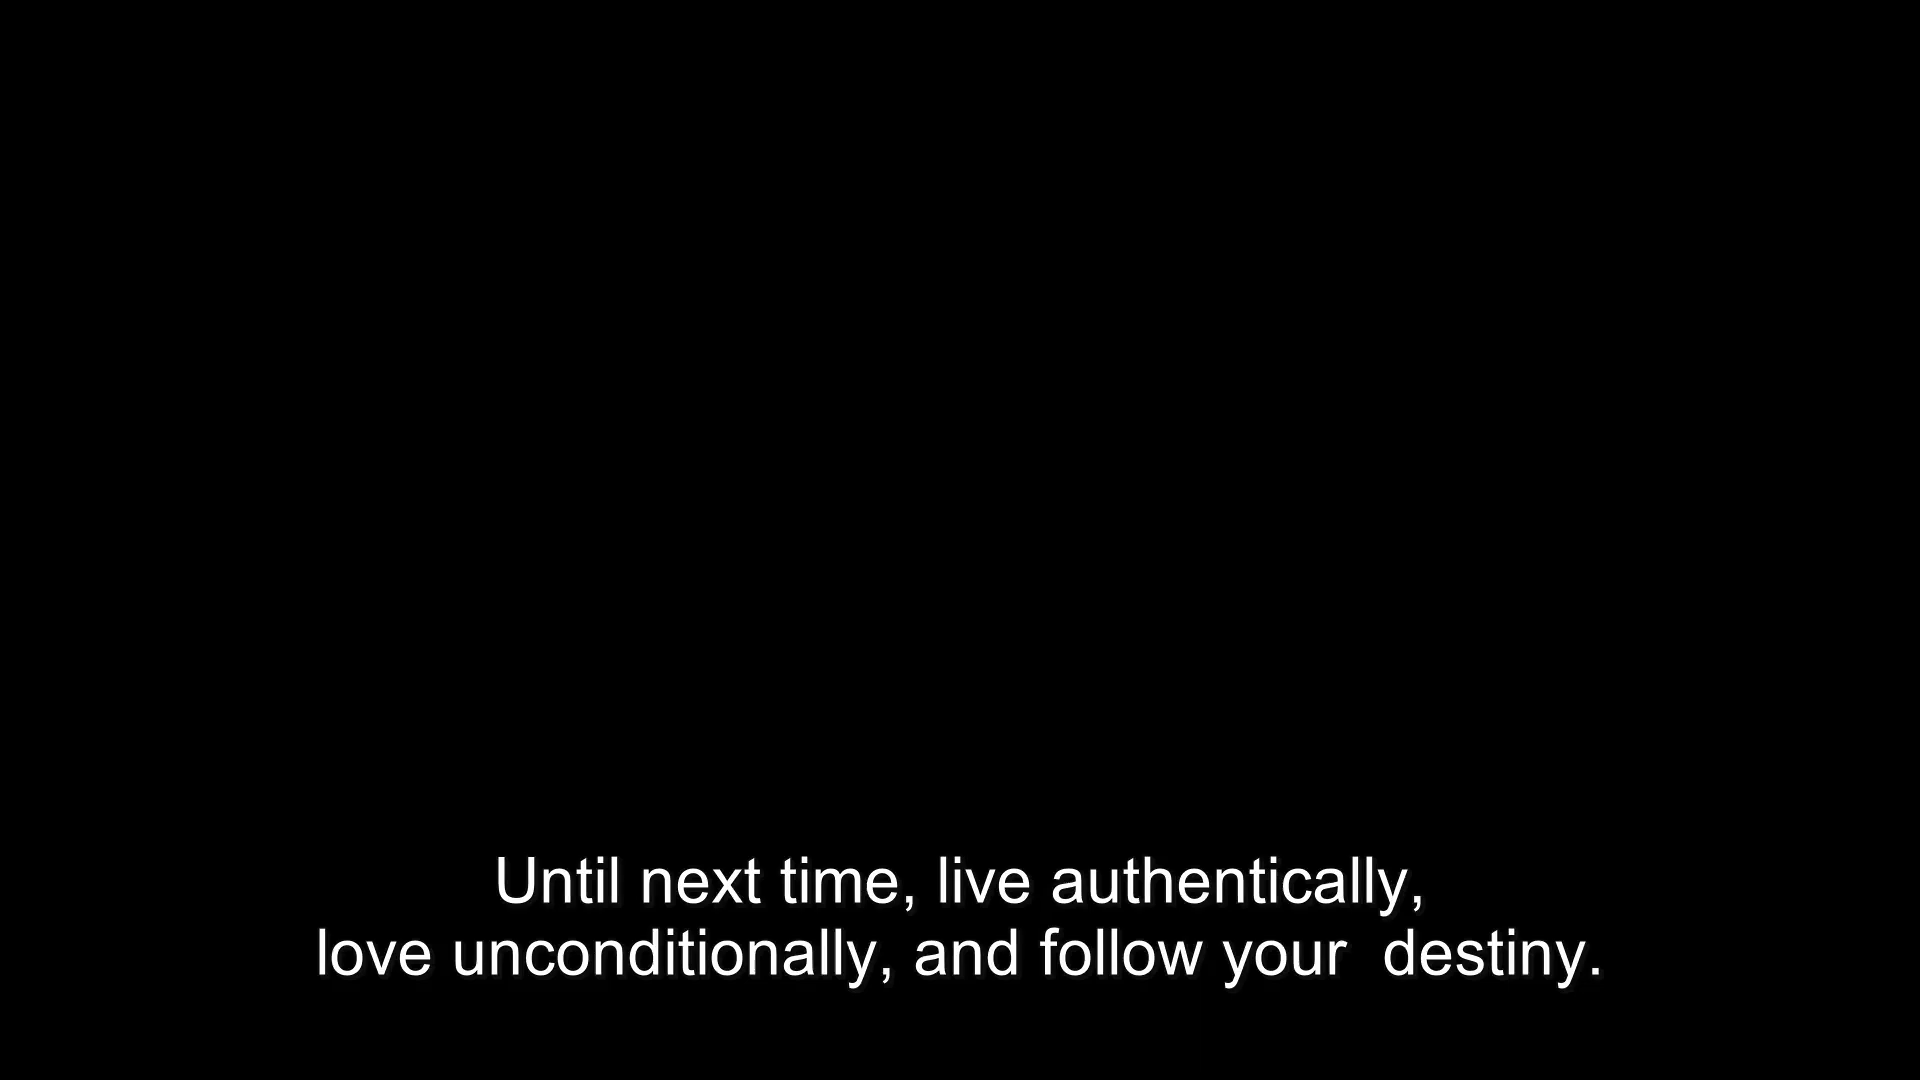 Until next time, live authentically,
love unconditionally, and follow your  destiny.